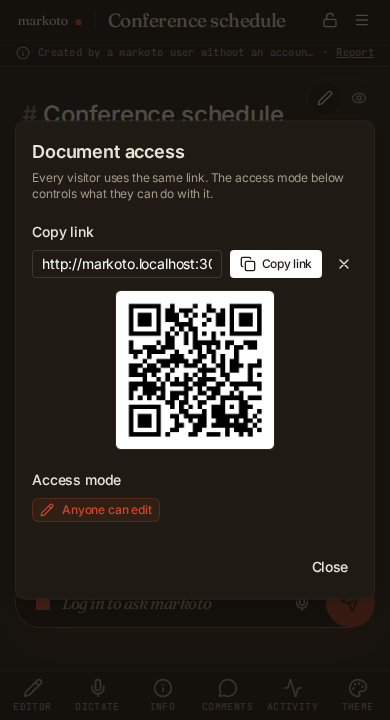 markoto
Conference schedule
Created by a markoto user without an accoun… · Report
# Conference schedule
Document access
Every visitor uses the same link. The access mode below
controls what they can do with it.
Copy link
http://markoto.localhost:30
Copy link
Access mode
Anyone can edit
Close
Log in to ask markoto
EDITOR
DICTATE
INFO
COMMENTS
ACTIVITY
THEME